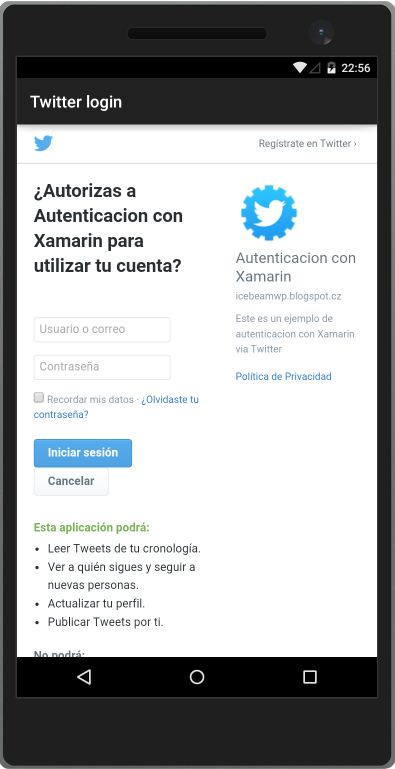 22:56
Twitter login
Regístrate en Twitter ›
¿Autorizas a
Autenticacion con
Xamarin para
utilizar tu cuenta?
Usuario o correo
Contraseña
Recordar mis datos · ¿Olvidaste tu
contraseña?
Iniciar sesión
Cancelar
Autenticacion con
Xamarin
icebeamwp.blogspot.cz
Este es un ejemplo de
autenticacion con Xamarin
via Twitter
Política de Privacidad
Esta aplicación podrá:
• Leer Tweets de tu cronología.
• Ver a quién sigues y seguir a
nuevas personas.
• Actualizar tu perfil.
• Publicar Tweets por ti.
No podrá: